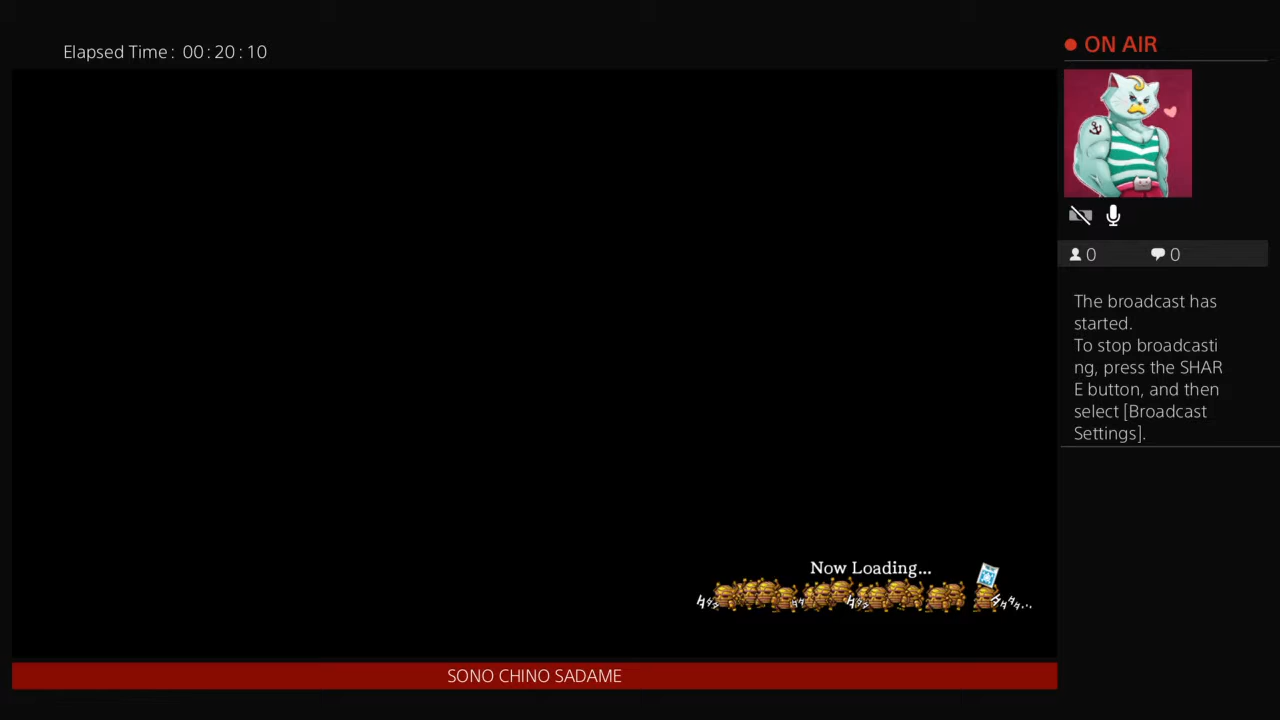 Elapsed Time: 00:20:10
ON AIR
0 0
The broadcast has
started.
To stop broadcasti
ng, press the SHAR
E button, and then
select [Broadcast
Settings].
Now Loading...
SONO CHINO SADAME